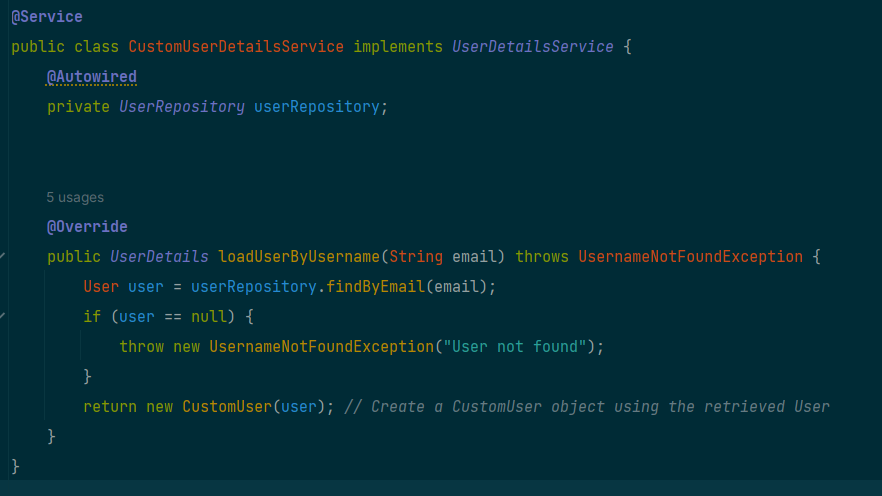 @Service
public class CustomUserDetailsService implements UserDetailsService {
@Autowired
private UserRepository userRepository;
5 usages
@Override
public UserDetails loadUserByUsername(String email) throws UsernameNotFoundException {
User user = userRepository.findByEmail(email);
if (user == null) {
throw new UsernameNotFoundException("User not found");
}
return new CustomUser(user); // Create a CustomUser object using the retrieved User
}
}